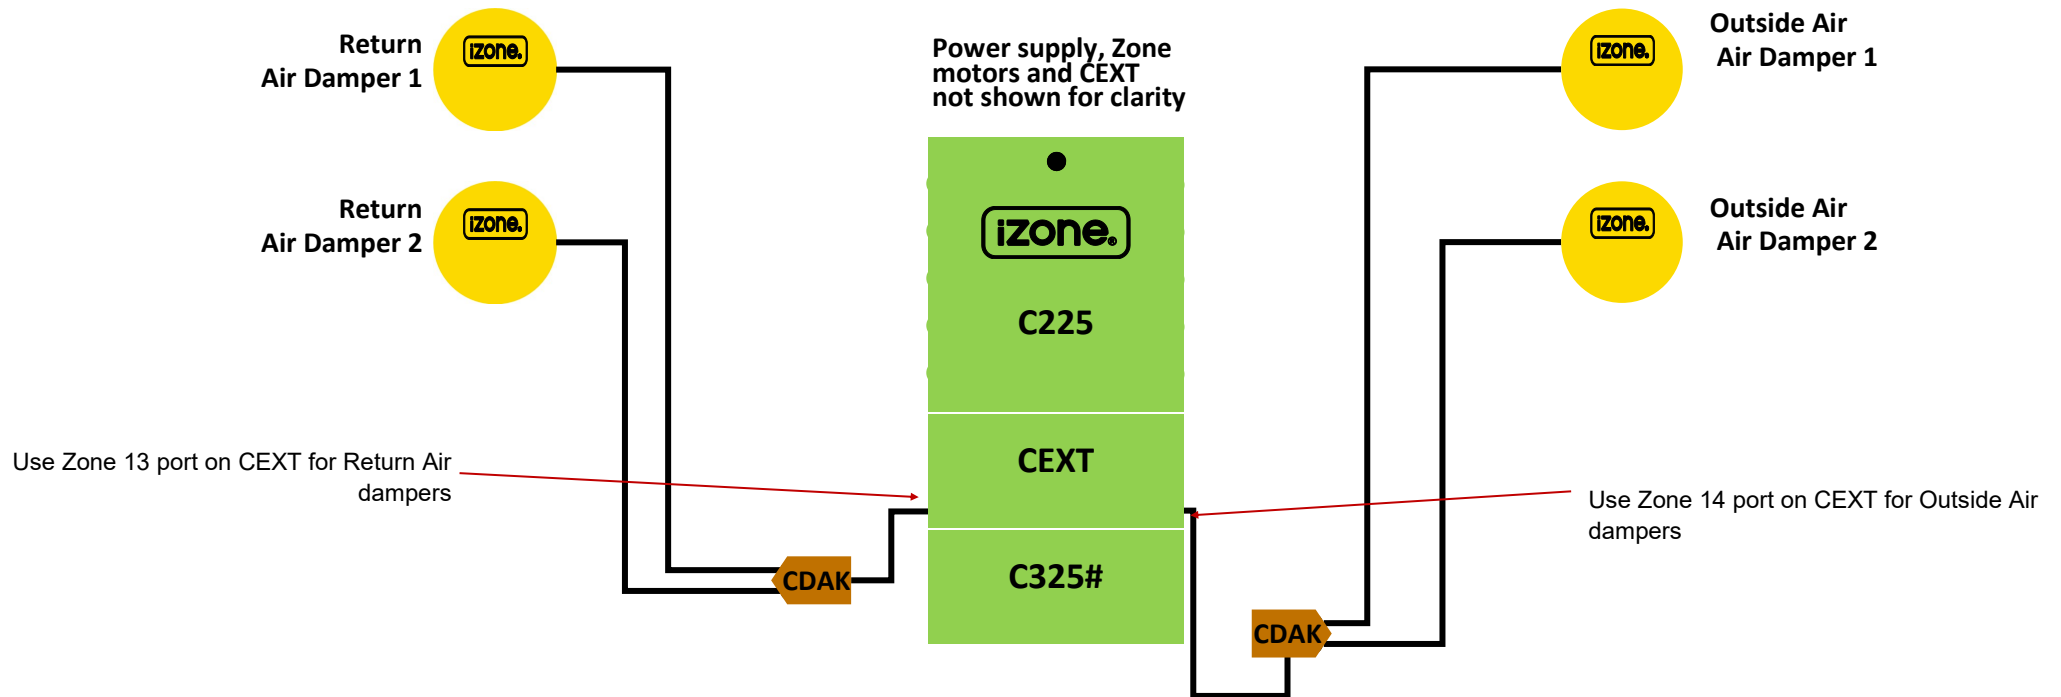 Return
Air Damper 1
izone.
Power supply, Zone
motors and CEXT
not shown for clarity
izone.
Outside Air
Air Damper 1
Return
Air Damper 2
izone.
izone.®
izone.
Outside Air
Air Damper 2
C225
Use Zone 13 port on CEXT for Return Air
dampers
CEXT
Use Zone 14 port on CEXT for Outside Air
dampers
CDAK
C325#
CDAK